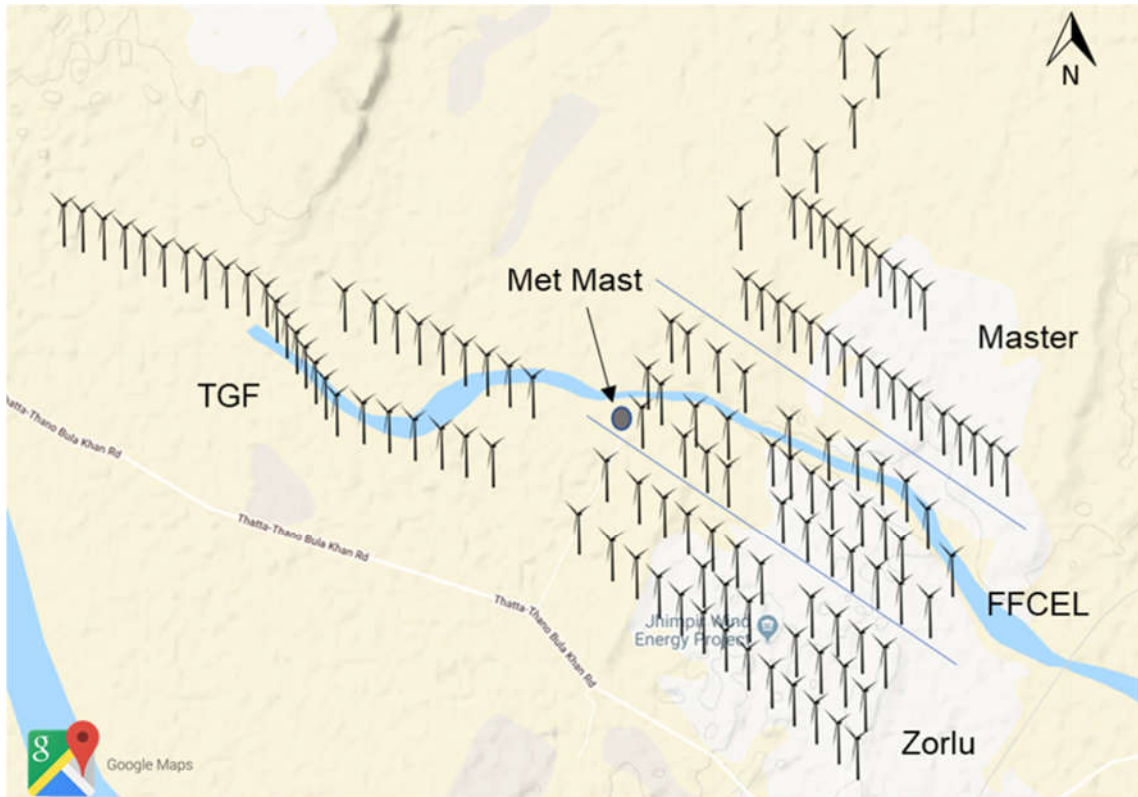 N
Met Mast
Master
TGF
Thatta-Thano Bula Khan Rd
Thatta-Thano Bula Khan Rd
Thatta-Thano Bula Khan Rd
FFCEL
Jhimpir Wind
Energy Project
Zorlu
g
Google Maps